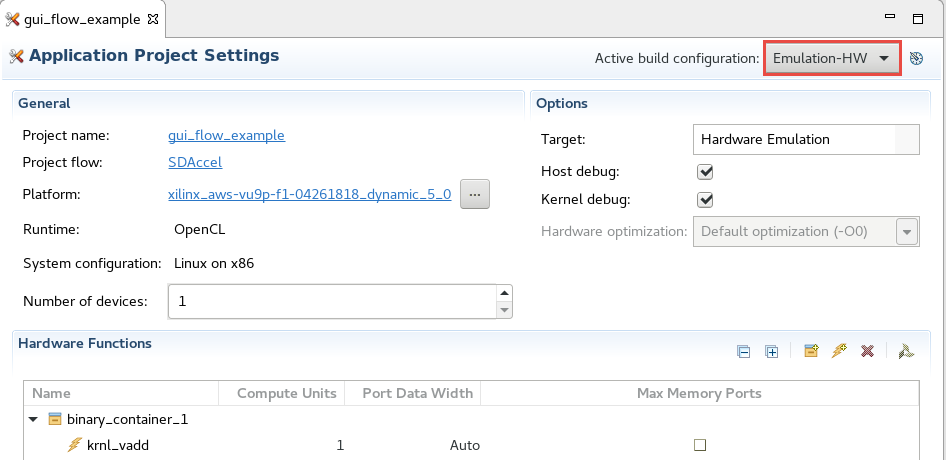 gui_flow_example
Application Project Settings
Active build configuration: Emulation-HW
General
Project name: gui_flow_example
Project flow: SDAccel
Platform: xilinx_aws-vu9p-f1-04261818_dynamic_5_0 ...
Runtime: OpenCL
System configuration: Linux on x86
Number of devices: 1
Options
Target: Hardware Emulation
Host debug:
Kernel debug:
Hardware optimization: Default optimization (-O0)
Hardware Functions
Name Compute Units Port Data Width Max Memory Ports
binary_container_1
krnl_vadd 1 Auto